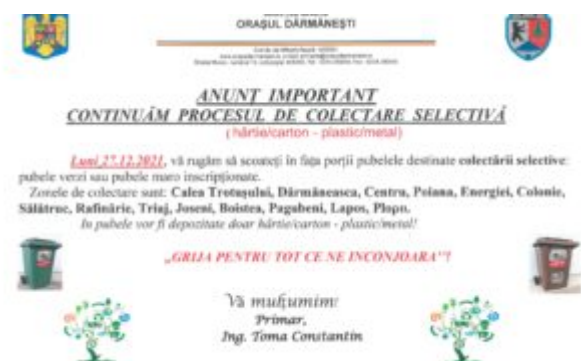 ORAȘUL DĂRMĂNEȘTI
ANUNT IMPORTANT
CONTINUĂM PROCESUL DE COLECTARE SELECTIVĂ
(hârtie/carton - plastic/metal)
Luni 27.12.2021, vă rugăm să scoateți în fața porții pubelele destinate colectării selective:
pubele verzi sau pubele maro inscripționate.
Zonele de colectare sunt: Calea Trotușului, Dărmăneasca, Centru, Poiana, Energiei, Colonie,
Sălătruc, Rafinărie, Triaj, Joseni, Boistea, Pagubeni, Lapos, Plopu.
In pubele vor fi depozitate doar hârtie/carton - plastic/metal!
„GRIJA PENTRU TOT CE NE INCONJOARA"!
Vă mulțumim!
Primar,
Ing. Toma Constantin